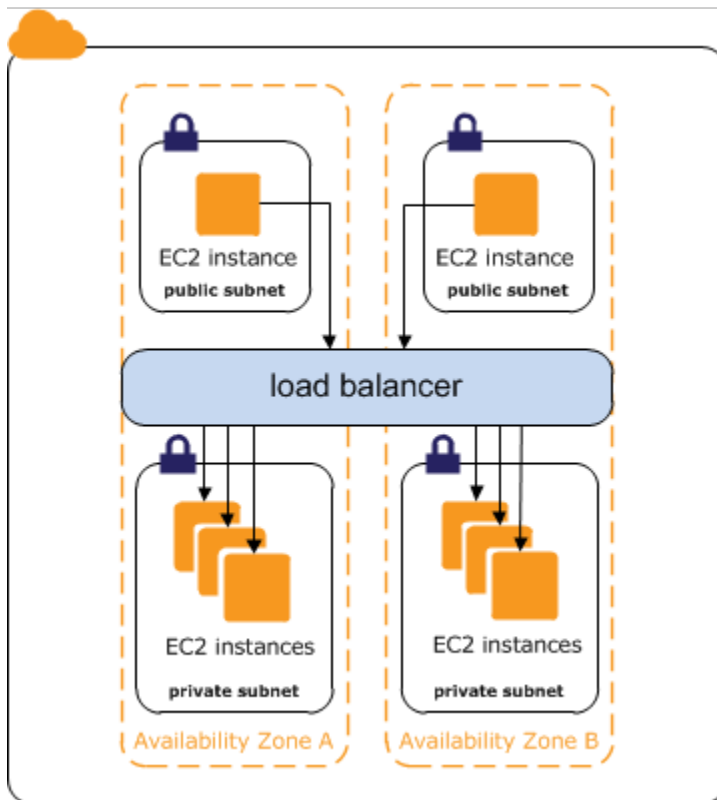 EC2 instance
public subnet
EC2 instance
public subnet
load balancer
EC2 instances
private subnet
EC2 instances
private subnet
Availability Zone A
Availability Zone B